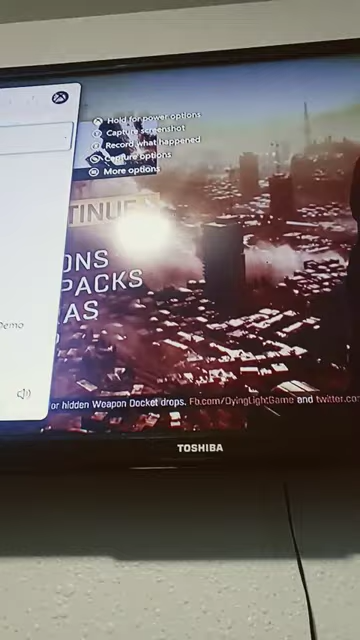 Hold for power options
Capture screenshot
Record what happened
Capture options
More options
TINUE
ONS
PACKS
AS
Demo
or hidden Weapon Docket drops. Fb.com/DyingLightGame and twitter.co
TOSHIBA